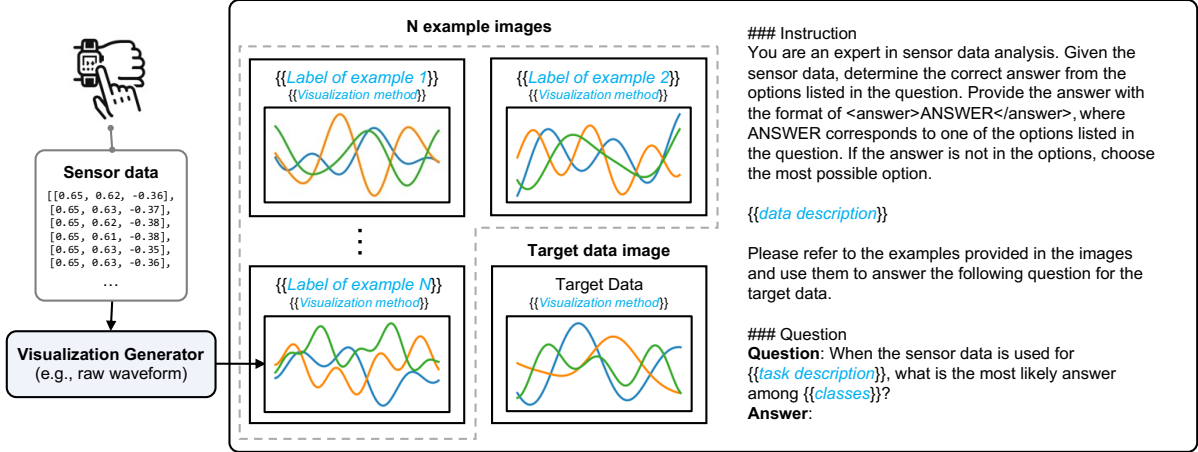 Sensor data
[[0.65, 0.62, -0.36],
[0.65, 0.63, -0.37],
[0.65, 0.62, -0.38],
[0.65, 0.61, -0.38],
[0.65, 0.63, -0.35],
[0.65, 0.63, -0.36],
...
Visualization Generator
(e.g., raw waveform)
N example images
{{Label of example 1}}
{{Visualization method}}
{{Label of example 2}}
{{Visualization method}}
{{Label of example N}}
{{Visualization method}}
Target data image
Target Data
{{Visualization method}}
### Instruction
You are an expert in sensor data analysis. Given the
sensor data, determine the correct answer from the
options listed in the question. Provide the answer with
the format of <answer>ANSWER</answer>, where
ANSWER corresponds to one of the options listed in
the question. If the answer is not in the options, choose
the most possible option.
{{data description}}
Please refer to the examples provided in the images
and use them to answer the following question for the
target data.
### Question
Question: When the sensor data is used for
{{task description}}, what is the most likely answer
among {{classes}}?
Answer: